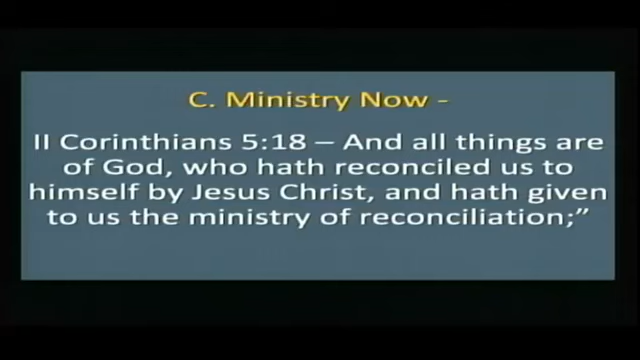 C. Ministry Now -
II Corinthians 5:18 – And all things are
of God, who hath reconciled us to
himself by Jesus Christ, and hath given
to us the ministry of reconciliation;”